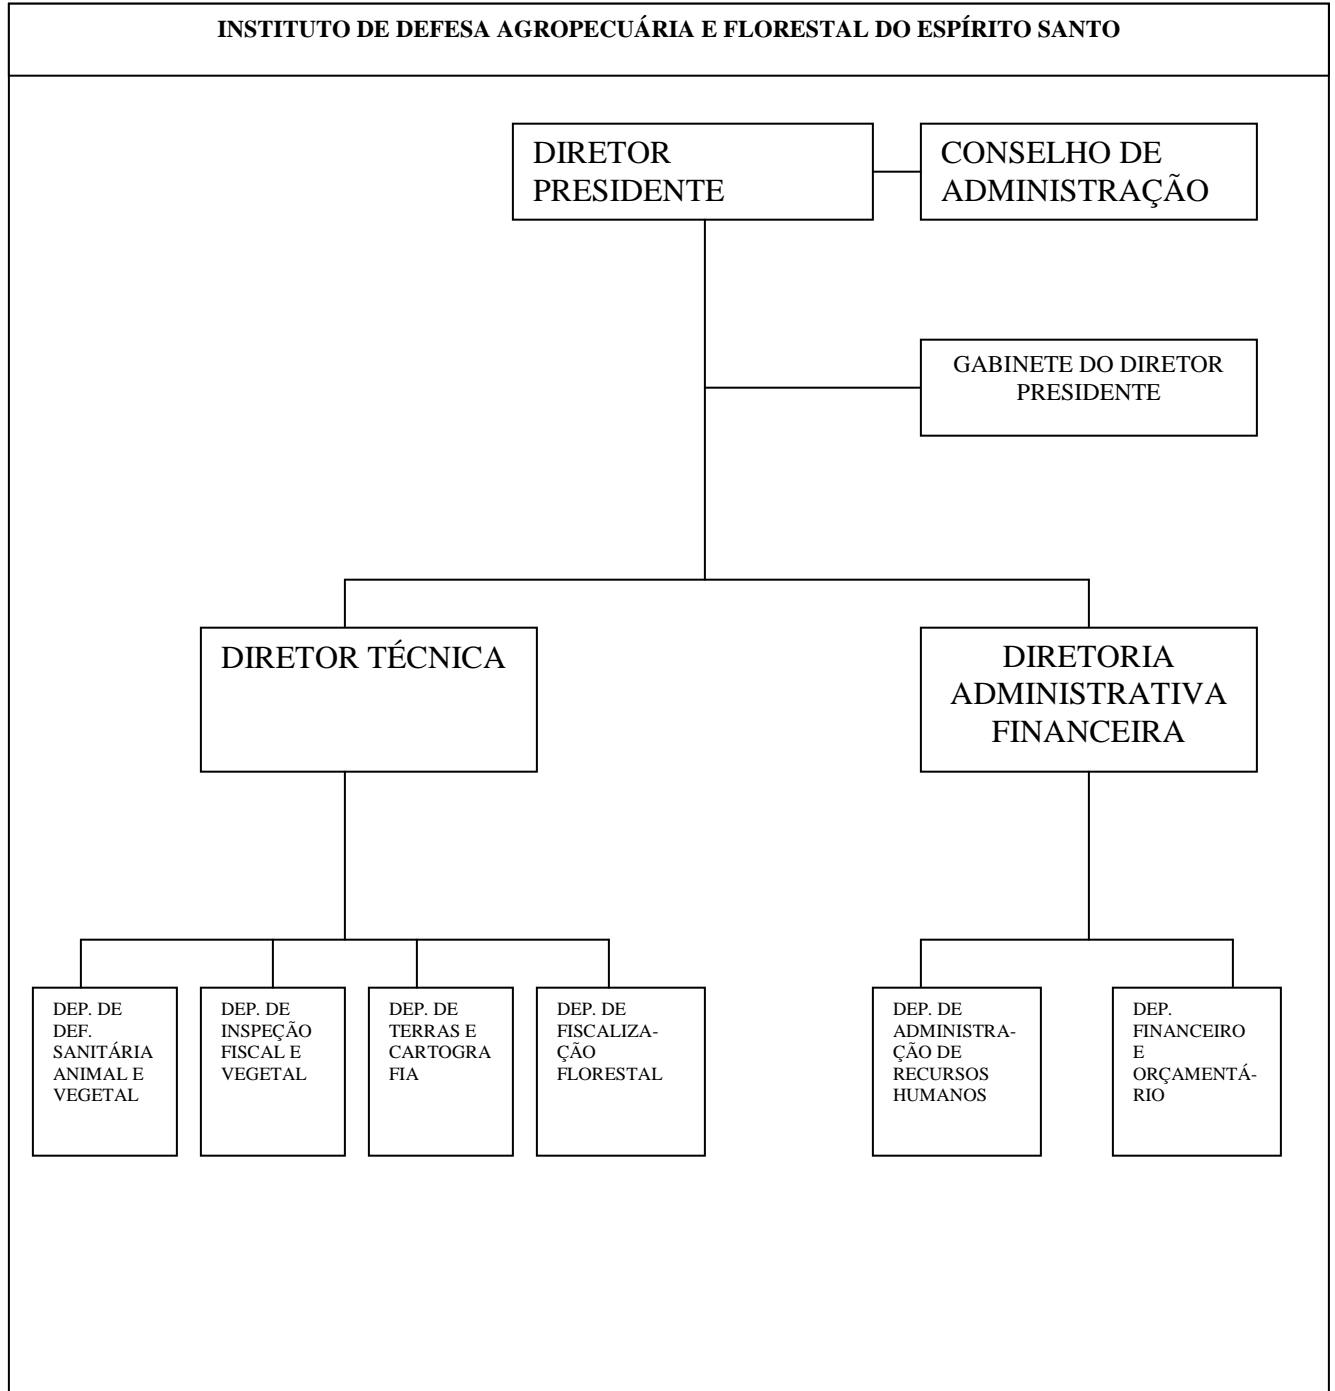 INSTITUTO DE DEFESA AGROPECUÁRIA E FLORESTAL DO ESPÍRITO SANTO
DIRETOR
PRESIDENTE
CONSELHO DE
ADMINISTRAÇÃO
GABINETE DO DIRETOR
PRESIDENTE
DIRETOR TÉCNICA
DIRETORIA
ADMINISTRATIVA
FINANCEIRA
DEP. DE
DEF.
SANITÁRIA
ANIMAL E
VEGETAL
DEP. DE
INSPEÇÃO
FISCAL E
VEGETAL
DEP. DE
TERRAS E
CARTOGRA
FIA
DEP. DE
FISCALIZA-
ÇÃO
FLORESTAL
DEP. DE
ADMINISTRA-
ÇÃO DE
RECURSOS
HUMANOS
DEP.
FINANCEIRO
E
ORÇAMENTÁ-
RIO